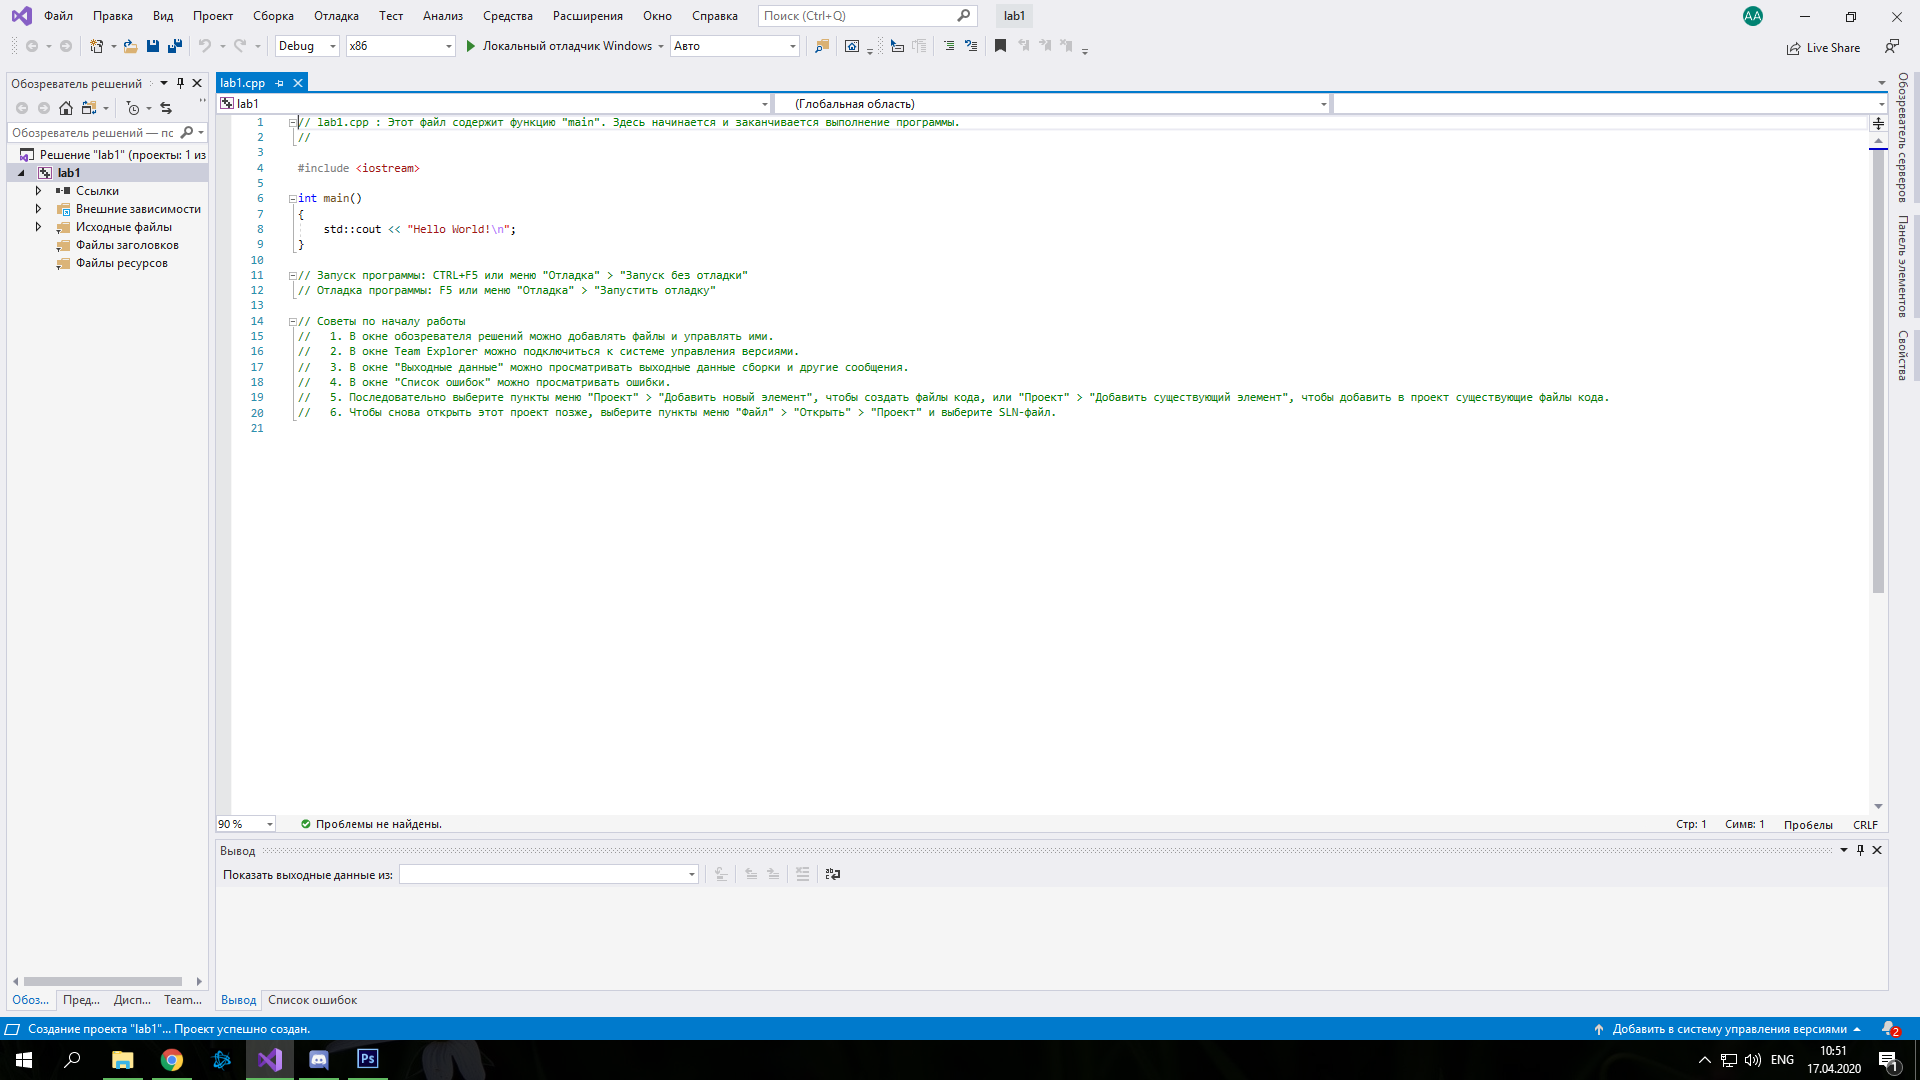 Файл Правка Вид Проект Сборка Отладка Тест Анализ Средства Расширения Окно Справка Поиск (Ctrl+Q) lab1 AA
Debug x86 Локальный отладчик Windows Авто Live Share
Обозреватель решений
Обозреватель решений — пс
Решение "lab1" (проекты: 1 из
lab1
Ссылки
Внешние зависимости
Исходные файлы
Файлы заголовков
Файлы ресурсов
Обоз... Пред... Дисп... Team...
lab1.cpp
lab1 (Глобальная область)
1 // lab1.cpp : Этот файл содержит функцию "main". Здесь начинается и заканчивается выполнение программы.
2 //
3
4 #include <iostream>
5
6 int main()
7 {
8 std::cout << "Hello World!\n";
9 }
10
11 // Запуск программы: CTRL+F5 или меню "Отладка" > "Запуск без отладки"
12 // Отладка программы: F5 или меню "Отладка" > "Запустить отладку"
13
14 // Советы по началу работы
15 // 1. В окне обозревателя решений можно добавлять файлы и управлять ими.
16 // 2. В окне Team Explorer можно подключиться к системе управления версиями.
17 // 3. В окне "Выходные данные" можно просматривать выходные данные сборки и другие сообщения.
18 // 4. В окне "Список ошибок" можно просматривать ошибки.
19 // 5. Последовательно выберите пункты меню "Проект" > "Добавить новый элемент", чтобы создать файлы кода, или "Проект" > "Добавить существующий элемент", чтобы добавить в проект существующие файлы кода.
20 // 6. Чтобы снова открыть этот проект позже, выберите пункты меню "Файл" > "Открыть" > "Проект" и выберите SLN-файл.
21
90 % Проблемы не найдены. Стр: 1 Симв: 1 Пробелы CRLF
Вывод
Показать выходные данные из:
Вывод Список ошибок
Обозреватель серверов
Панель элементов
Свойства
Создание проекта "lab1"... Проект успешно создан. Добавить в систему управления версиями 2
Ps ENG 10:51
17.04.2020 1